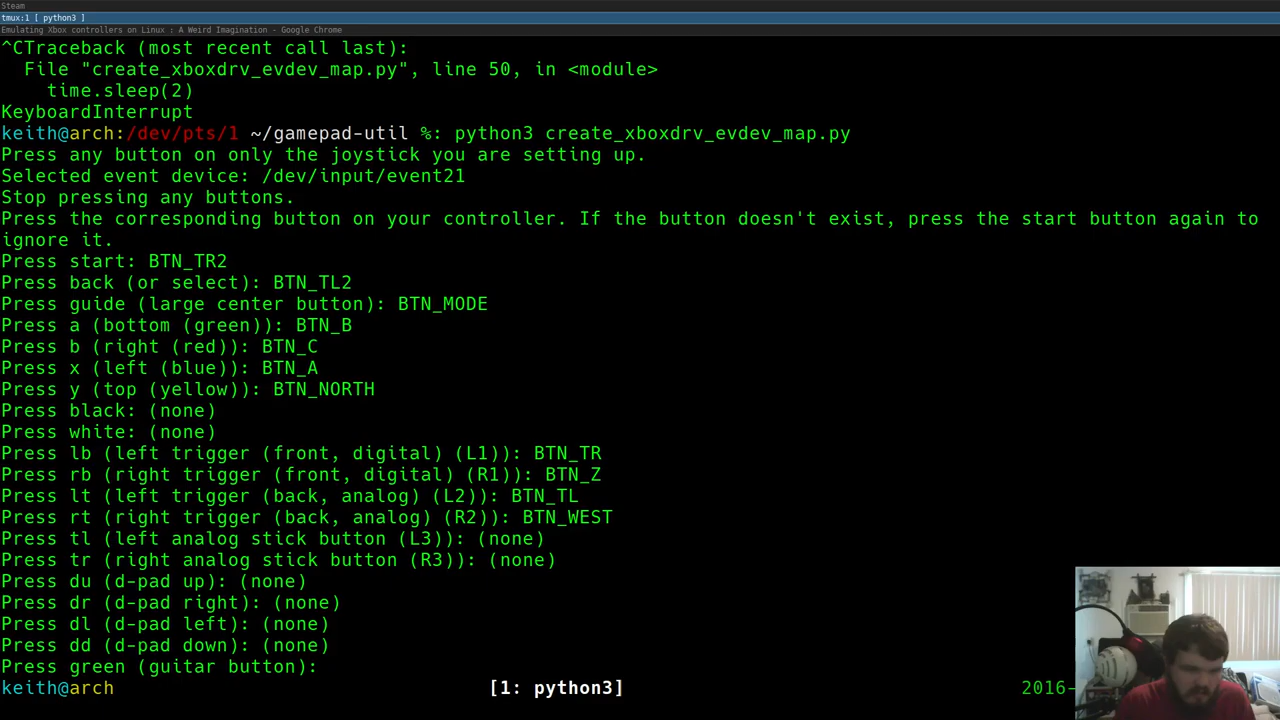 Steam
tmux:1 [ python3 ]
Emulating Xbox controllers on Linux : A Weird Imagination - Google Chrome
^CTraceback (most recent call last):
  File "create_xboxdrv_evdev_map.py", line 50, in <module>
    time.sleep(2)
KeyboardInterrupt
keith@arch:/dev/pts/1 ~/gamepad-util %: python3 create_xboxdrv_evdev_map.py
Press any button on only the joystick you are setting up.
Selected event device: /dev/input/event21
Stop pressing any buttons.
Press the corresponding button on your controller. If the button doesn't exist, press the start button again to
ignore it.
Press start: BTN_TR2
Press back (or select): BTN_TL2
Press guide (large center button): BTN_MODE
Press a (bottom (green)): BTN_B
Press b (right (red)): BTN_C
Press x (left (blue)): BTN_A
Press y (top (yellow)): BTN_NORTH
Press black: (none)
Press white: (none)
Press lb (left trigger (front, digital) (L1)): BTN_TR
Press rb (right trigger (front, digital) (R1)): BTN_Z
Press lt (left trigger (back, analog) (L2)): BTN_TL
Press rt (right trigger (back, analog) (R2)): BTN_WEST
Press tl (left analog stick button (L3)): (none)
Press tr (right analog stick button (R3)): (none)
Press du (d-pad up): (none)
Press dr (d-pad right): (none)
Press dl (d-pad left): (none)
Press dd (d-pad down): (none)
Press green (guitar button):
keith@arch [1: python3] 2016-